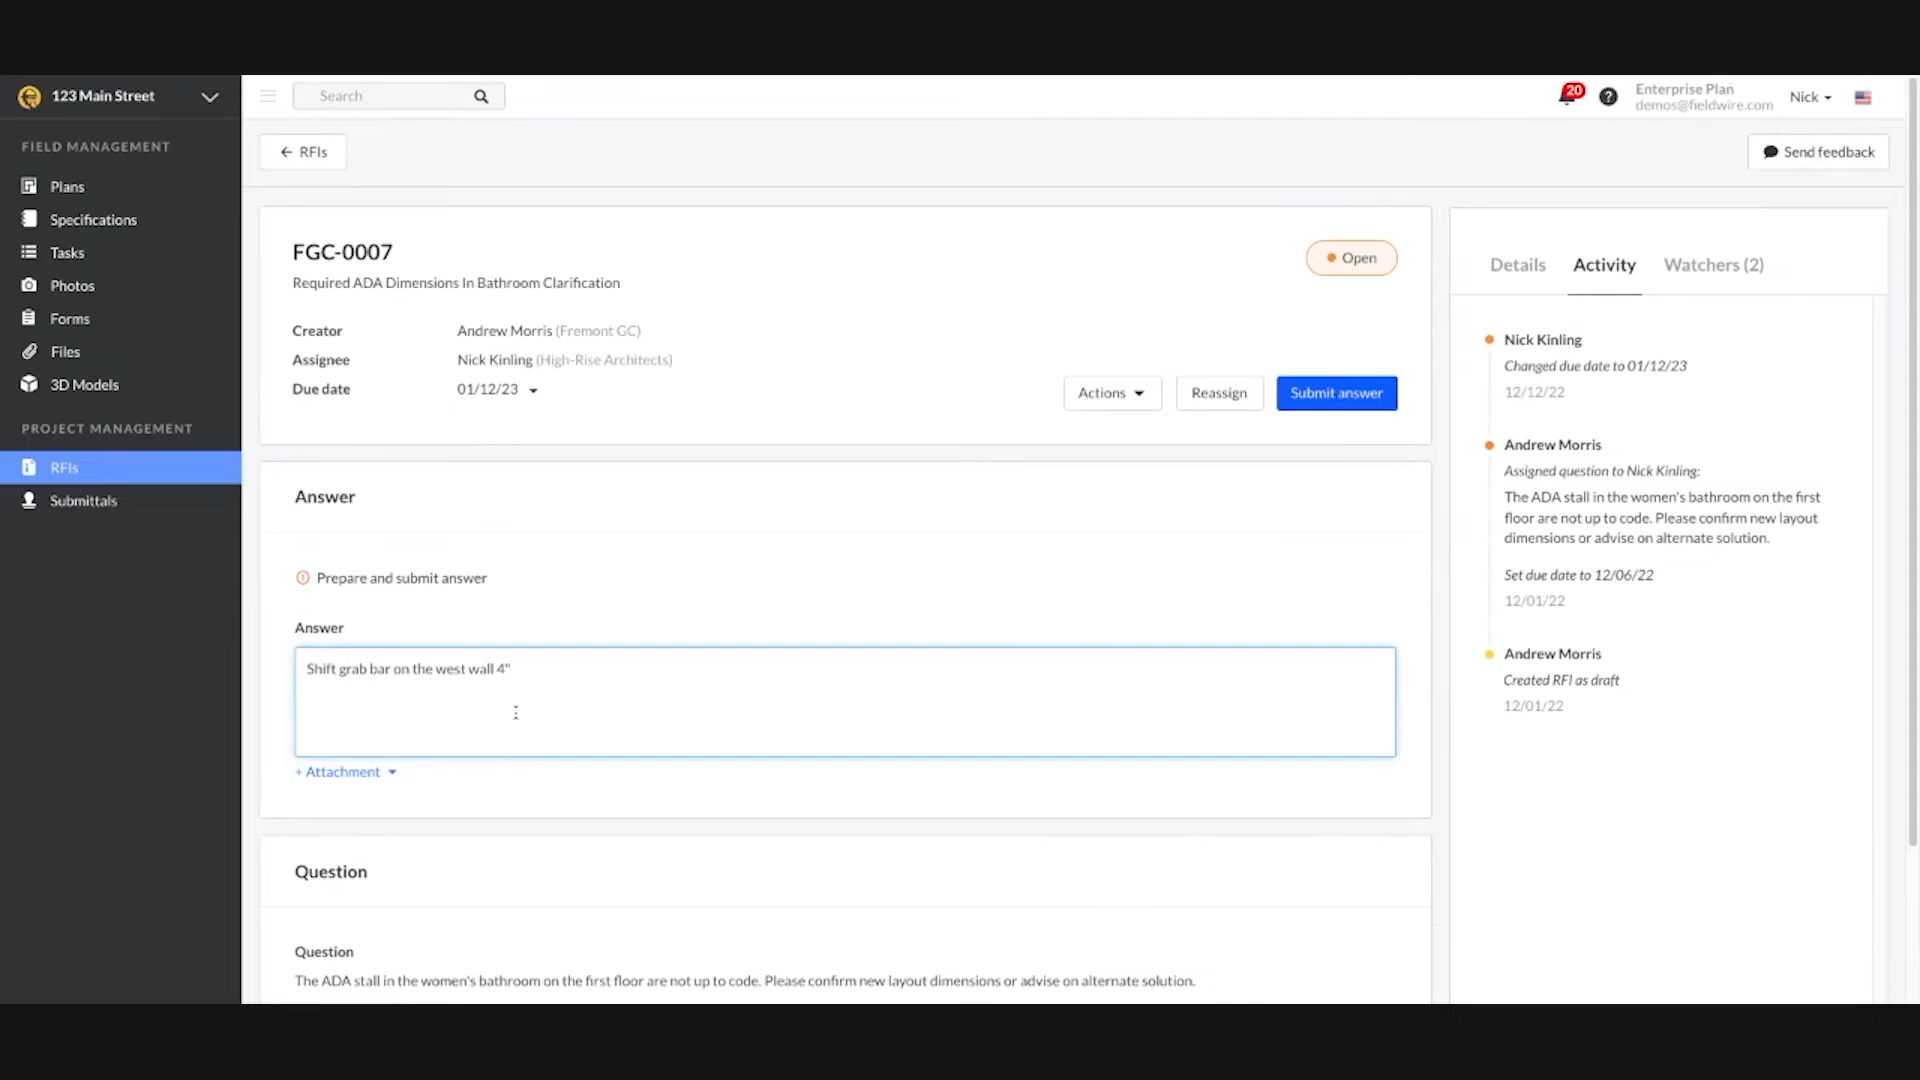 123 Main Street
Search
20
Enterprise Plan
demos@fieldwire.com
Nick
FIELD MANAGEMENT
Plans
Specifications
Tasks
Photos
Forms
Files
3D Models
PROJECT MANAGEMENT
RFIs
Submittals
← RFIs
Send feedback
FGC-0007
Open
Required ADA Dimensions In Bathroom Clarification
Creator Andrew Morris (Fremont GC)
Assignee Nick Kinling (High-Rise Architects)
Due date 01/12/23
Actions
Reassign
Submit answer
Answer
Prepare and submit answer
Answer
Shift grab bar on the west wall 4"
+ Attachment
Question
Question
The ADA stall in the women's bathroom on the first floor are not up to code. Please confirm new layout dimensions or advise on alternate solution.
Details Activity Watchers (2)
Nick Kinling
Changed due date to 01/12/23
12/12/22
Andrew Morris
Assigned question to Nick Kinling:
The ADA stall in the women's bathroom on the first
floor are not up to code. Please confirm new layout
dimensions or advise on alternate solution.
Set due date to 12/06/22
12/01/22
Andrew Morris
Created RFI as draft
12/01/22